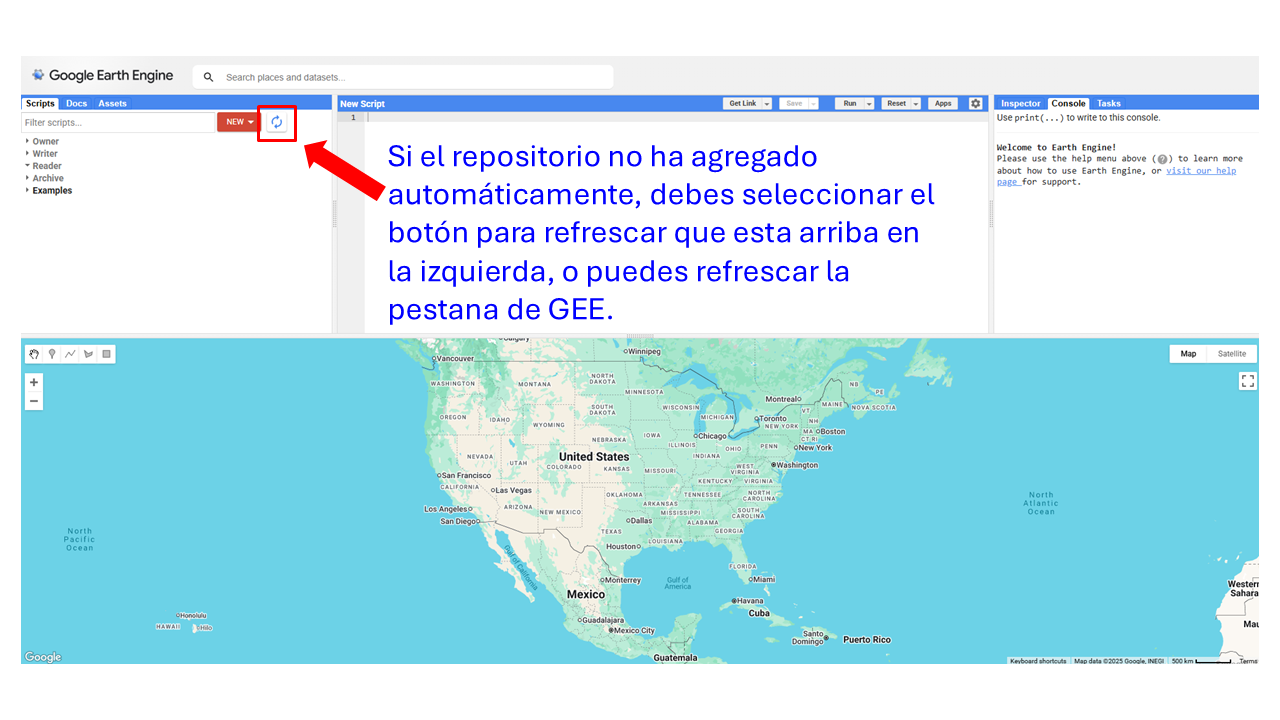 Google Earth Engine
Search places and datasets...
Scripts Docs Assets
Filter scripts...
NEW
Owner
Writer
Reader
Archive
Examples
New Script
Get Link Save Run Reset Apps
1
Inspector Console Tasks
Use print(...) to write to this console.
Welcome to Earth Engine!
Please use the help menu above (?) to learn more
about how to use Earth Engine, or visit our help
page for support.
Si el repositorio no ha agregado
automáticamente, debes seleccionar el
botón para refrescar que esta arriba en
la izquierda, o puedes refrescar la
pestana de GEE.
Map Satellite
+
−
Calgary
Vancouver
Winnipeg
WASHINGTON
MONTANA
NORTH
DAKOTA
MINNESOTA
NB
PE
Montreal
MAINE
NOVA SCOTIA
OREGON
IDAHO
WYOMING
SOUTH
DAKOTA
WISCONSIN
MICHIGAN
Toronto
VT
NH
NEW YORK
MA
Boston
CT RI
NEBRASKA
IOWA
Chicago
ILLINOIS
INDIANA
OHIO
PENN
New York
NEVADA
UTAH
COLORADO
United States
KANSAS
MISSOURI
WEST
VIRGINIA
Washington
San Francisco
CALIFORNIA
Las Vegas
KENTUCKY
VIRGINIA
Los Angeles
San Diego
ARIZONA
NEW MEXICO
OKLAHOMA
ARKANSAS
TENNESSEE
NORTH
CAROLINA
MISSISSIPPI
SOUTH
CAROLINA
Dallas
ALABAMA
GEORGIA
TEXAS
LOUISIANA
Houston
North
Pacific
Ocean
North
Atlantic
Ocean
Gulf of California
FLORIDA
Monterrey
Gulf of
America
Miami
Mexico
Havana
Cuba
Guadalajara
Mexico City
Santo
Domingo
Puerto Rico
Guatemala
Honolulu
HAWAII
Hilo
Western
Sahara
Mau
Google
Keyboard shortcuts Map data ©2025 Google, INEGI 500 km Terms